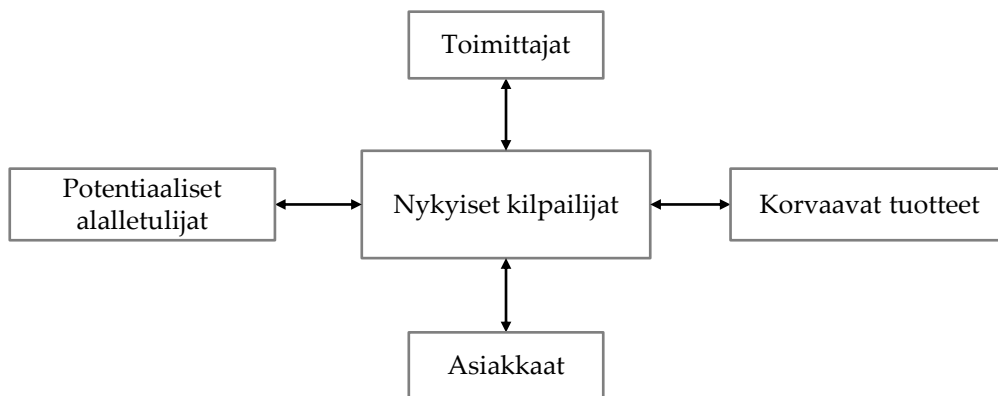 Toimittajat
Potentiaaliset
alalletulijat
Nykyiset kilpailijat
Korvaavat tuotteet
Asiakkaat